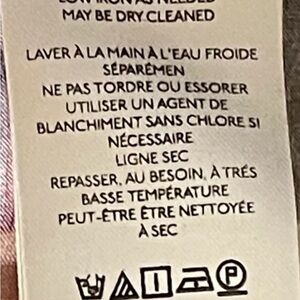 LOW IRON AS NEEDED
MAY BE DRY CLEANED
LAVER À LA MAIN À L'EAU FROIDE
SÉPARÉMEN
NE PAS TORDRE OU ESSORER
UTILISER UN AGENT DE
BLANCHIMENT SANS CHLORE SI
NÉCESSAIRE
LIGNE SEC
REPASSER, AU BESOIN, À TRÉS
BASSE TEMPÉRATURE
PEUT-ÊTRE ÊTRE NETTOYÉE
À SEC
P